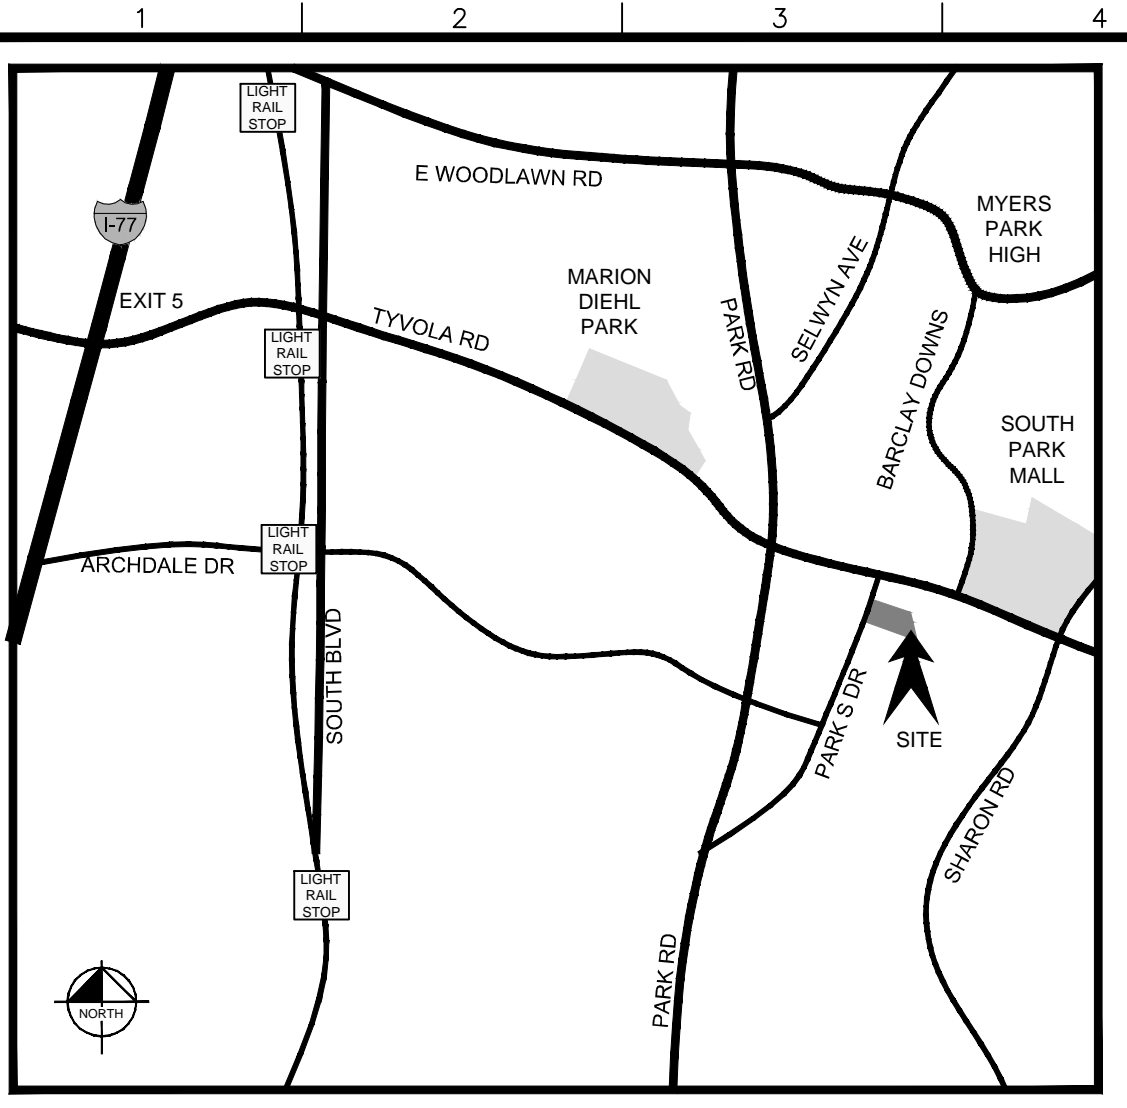 1 2 3 4
LIGHT
RAIL
STOP
E WOODLAWN RD
MYERS
PARK
HIGH
I-77
SELWYN AVE
MARION
DIEHL
PARK
EXIT 5
TYVOLA RD
PARK RD
BARCLAY DOWNS
LIGHT
RAIL
STOP
SOUTH
PARK
MALL
LIGHT
RAIL
STOP
ARCHDALE DR
SOUTH BLVD
PARK S DR
SITE
SHARON RD
LIGHT
RAIL
STOP
PARK RD
NORTH